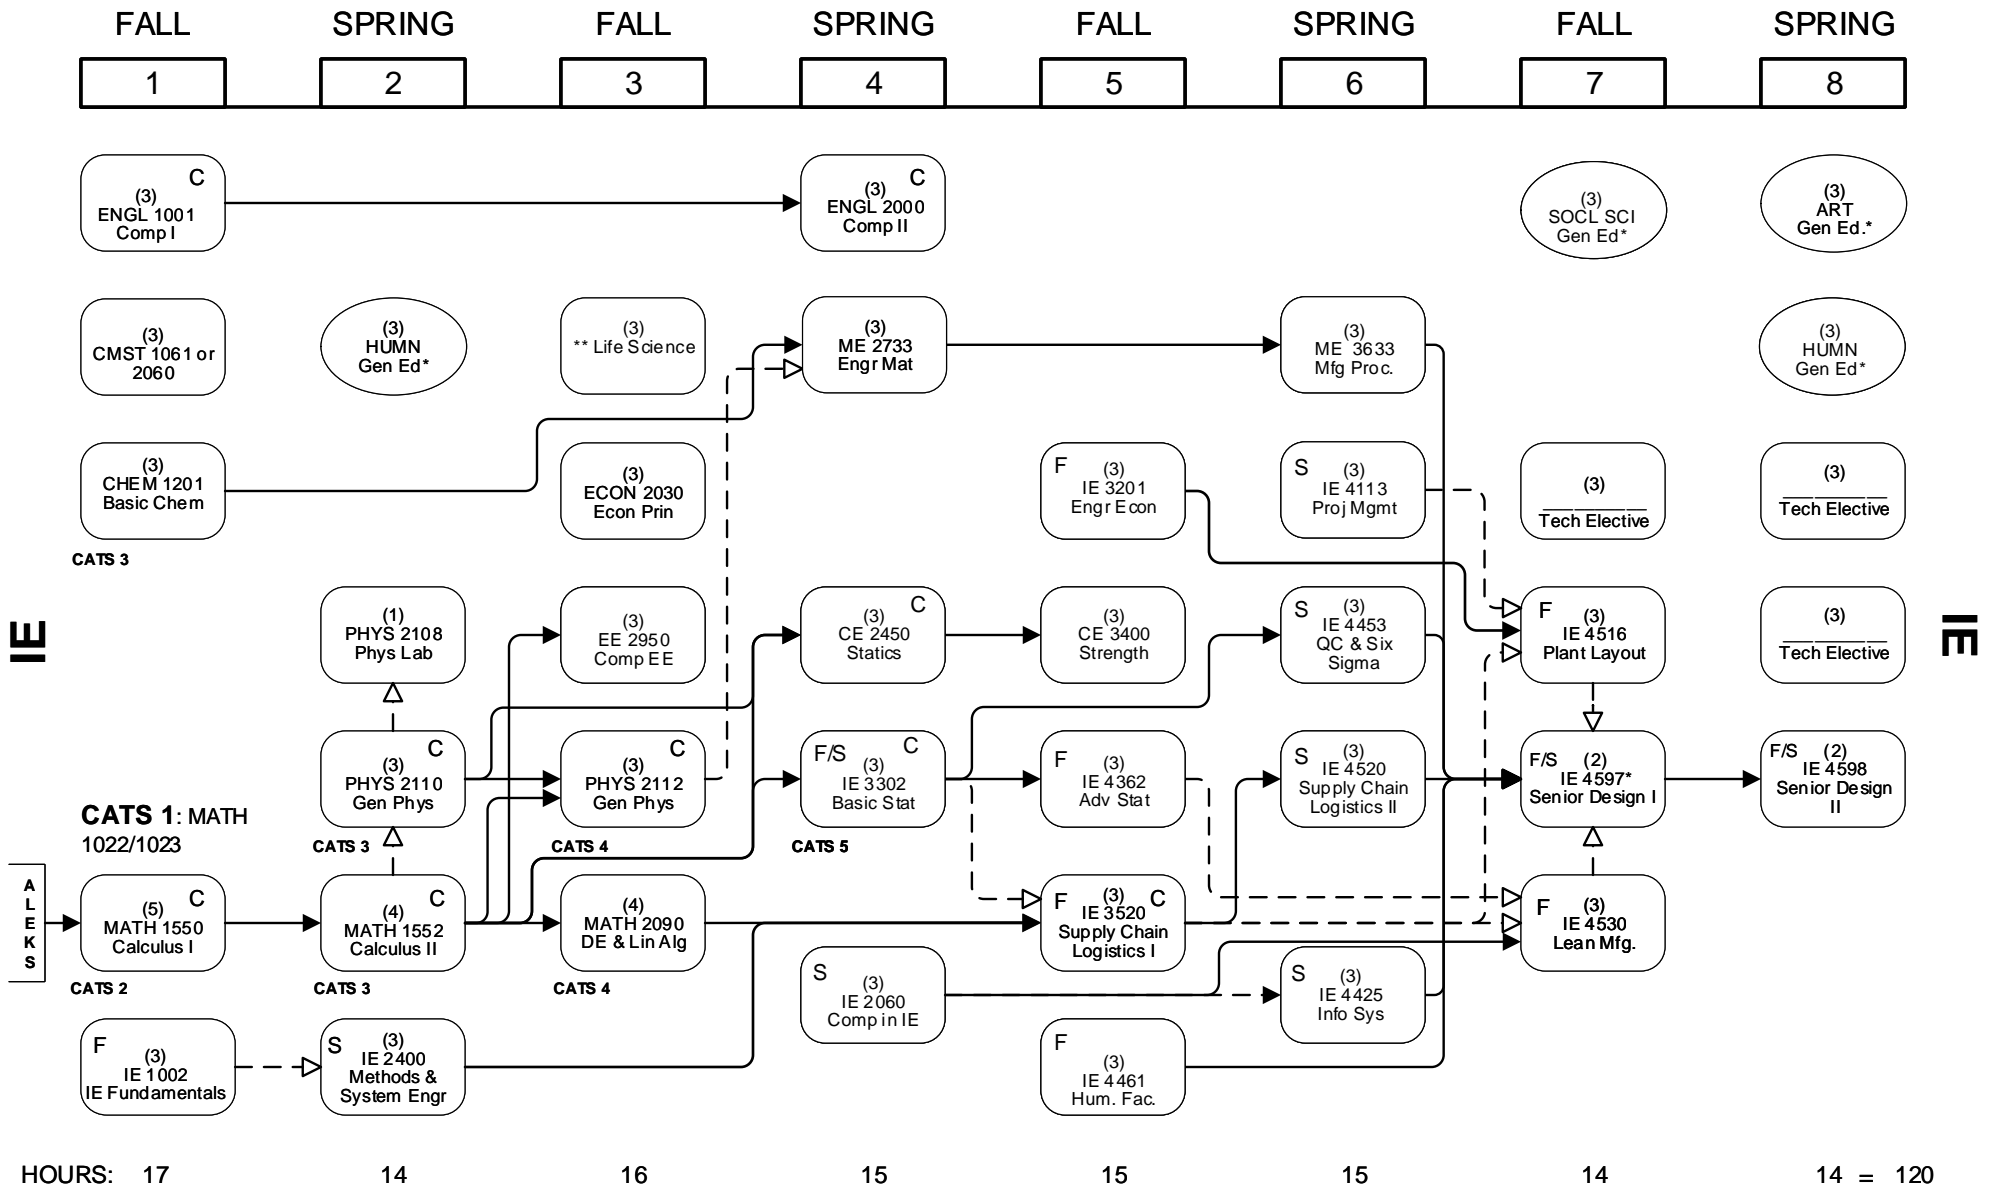 FALL SPRING FALL SPRING FALL SPRING FALL SPRING
1 2 3 4 5 6 7 8
C
(3)
ENGL 1001
Comp I
(3) C
ENGL 2000
Comp II
(3)
SOCL SCI
Gen Ed*
(3)
ART
Gen Ed.*
(3)
CMST 1061 or
2060
(3)
HUMN
Gen Ed*
(3)
** Life Science
(3)
ME 2733
Engr Mat
(3)
ME 3633
Mfg Proc.
(3)
HUMN
Gen Ed*
(3)
CHEM 1201
Basic Chem
CATS 3
(3)
ECON 2030
Econ Prin
F (3)
IE 3201
Engr Econ
S (3)
IE 4113
Proj Mgmt
(3)
________
Tech Elective
(3)
________
Tech Elective
IE
(1)
PHYS 2108
Phys Lab
(3)
EE 2950
Comp EE
(3) C
CE 2450
Statics
(3)
CE 3400
Strength
S (3)
IE 4453
QC & Six
Sigma
F (3)
IE 4516
Plant Layout
(3)
________
Tech Elective
IE
CATS 1: MATH
1022/1023
C
(3)
PHYS 2110
Gen Phys
CATS 3
C
(3)
PHYS 2112
Gen Phys
CATS 4
F/S C
(3)
IE 3302
Basic Stat
CATS 5
F (3)
IE 4362
Adv Stat
S (3)
IE 4520
Supply Chain
Logistics II
F/S (2)
IE 4597*
Senior Design I
F/S (2)
IE 4598
Senior Design
II
ALEKS
(5) C
MATH 1550
Calculus I
CATS 2
C
(4)
MATH 1552
Calculus II
CATS 3
(4)
MATH 2090
DE & Lin Alg
CATS 4
F (3) C
IE 3520
Supply Chain
Logistics I
F (3)
IE 4530
Lean Mfg.
S (3)
IE 2060
Comp in IE
S (3)
IE 4425
Info Sys
F
(3)
IE 1002
IE Fundamentals
S (3)
IE 2400
Methods &
System Engr
F
(3)
IE 4461
Hum. Fac.
HOURS: 17 14 16 15 15 15 14 14 = 120